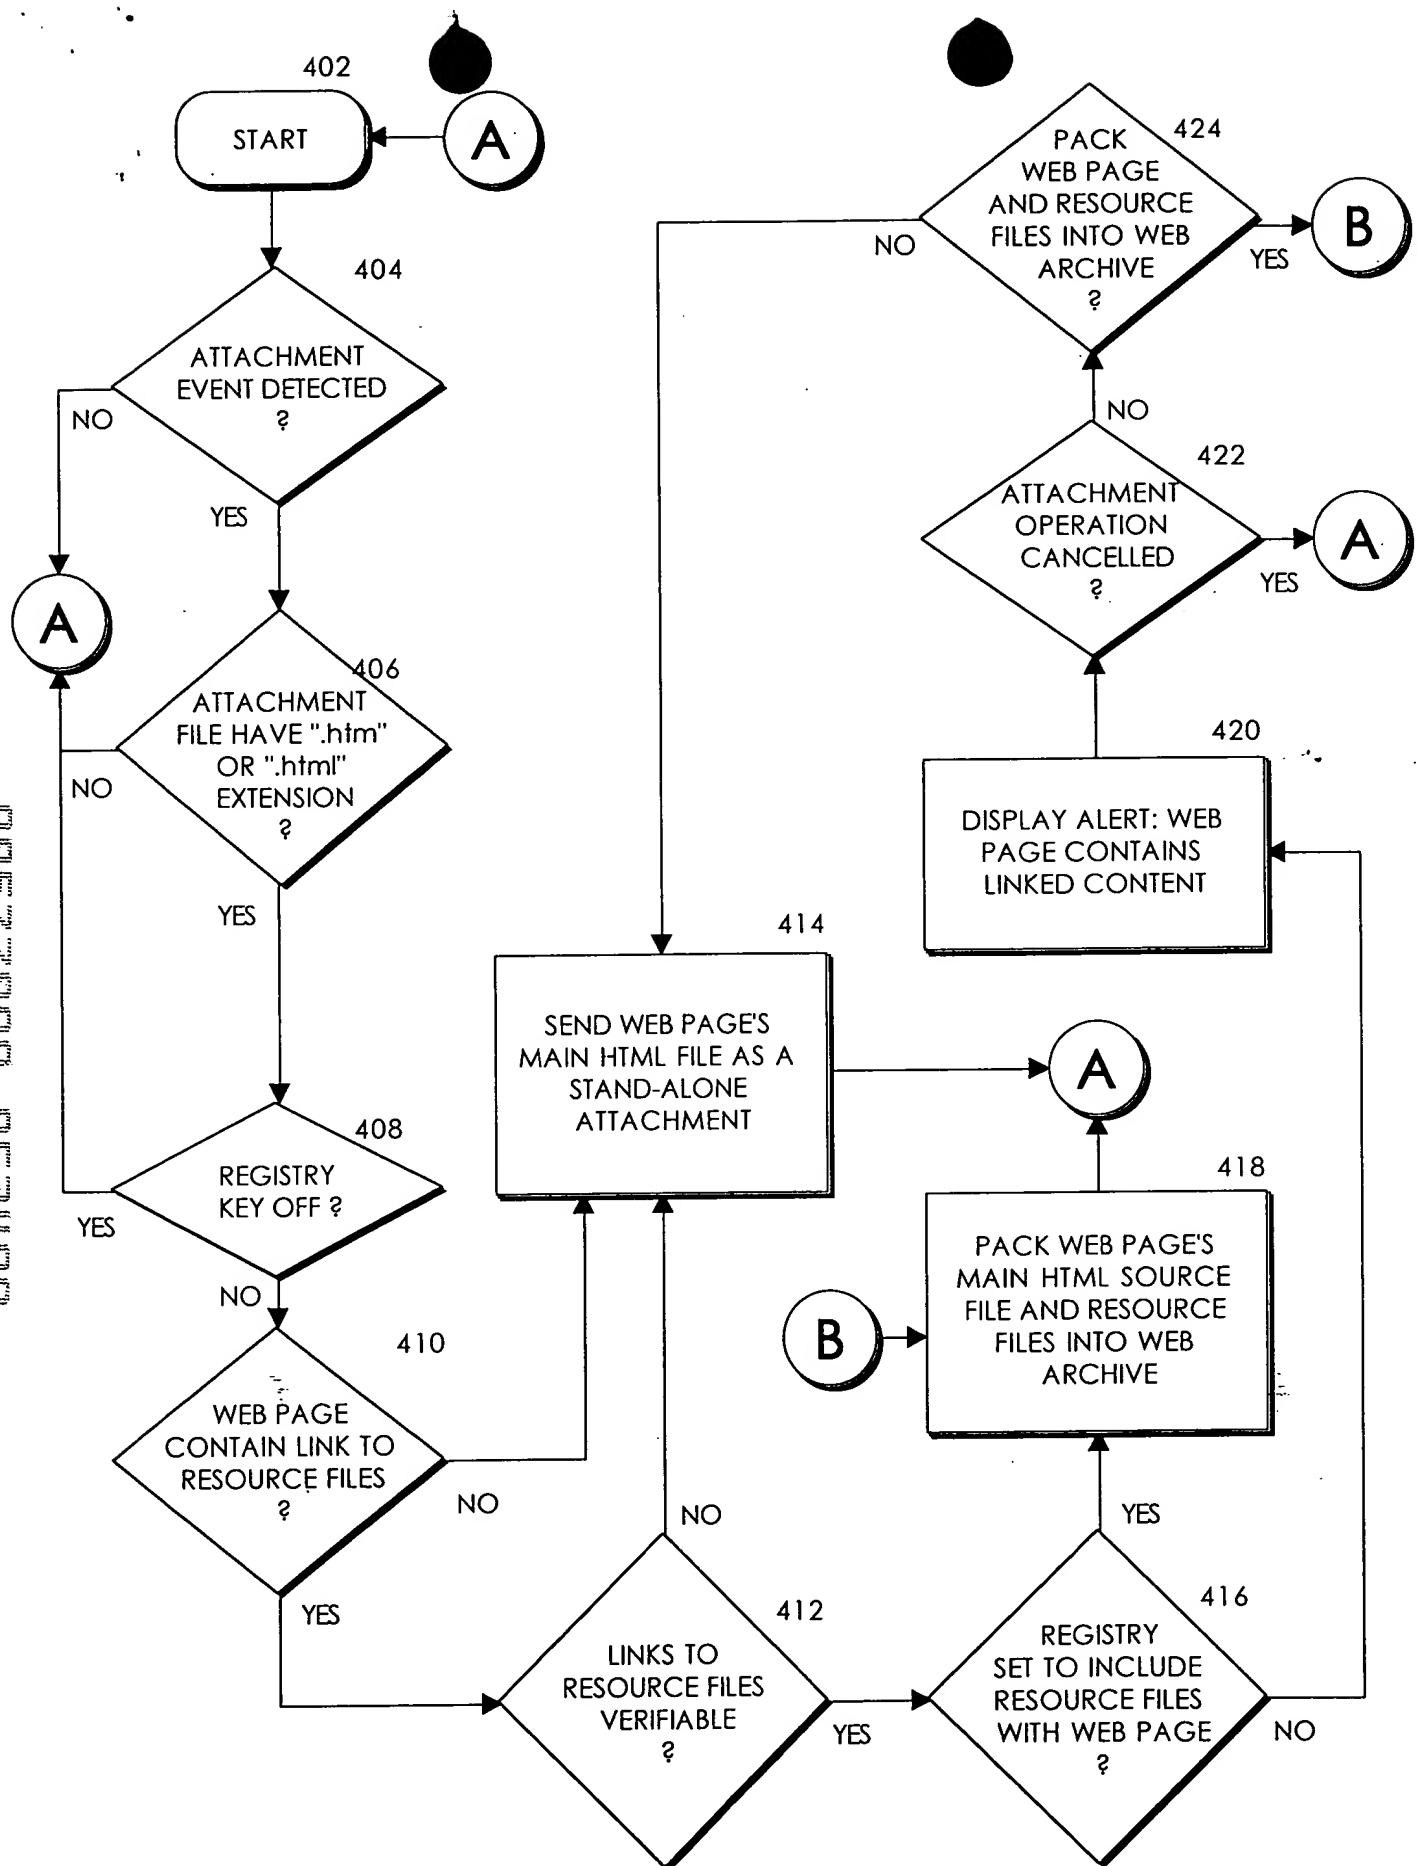 402
START
A
404
ATTACHMENT
EVENT DETECTED
?
NO
YES
A
406
ATTACHMENT
FILE HAVE ".htm"
OR ".html"
EXTENSION
?
NO
YES
408
REGISTRY
KEY OFF ?
YES
NO
410
WEB PAGE
CONTAIN LINK TO
RESOURCE FILES
?
NO
YES
412
LINKS TO
RESOURCE FILES
VERIFIABLE
?
NO
YES
414
SEND WEB PAGE'S
MAIN HTML FILE AS A
STAND-ALONE
ATTACHMENT
A
416
REGISTRY
SET TO INCLUDE
RESOURCE FILES
WITH WEB PAGE
?
YES
NO
418
PACK WEB PAGE'S
MAIN HTML SOURCE
FILE AND RESOURCE
FILES INTO WEB
ARCHIVE
B
420
DISPLAY ALERT: WEB
PAGE CONTAINS
LINKED CONTENT
422
ATTACHMENT
OPERATION
CANCELLED
?
NO
YES
A
424
PACK
WEB PAGE
AND RESOURCE
FILES INTO WEB
ARCHIVE
?
NO
YES
B